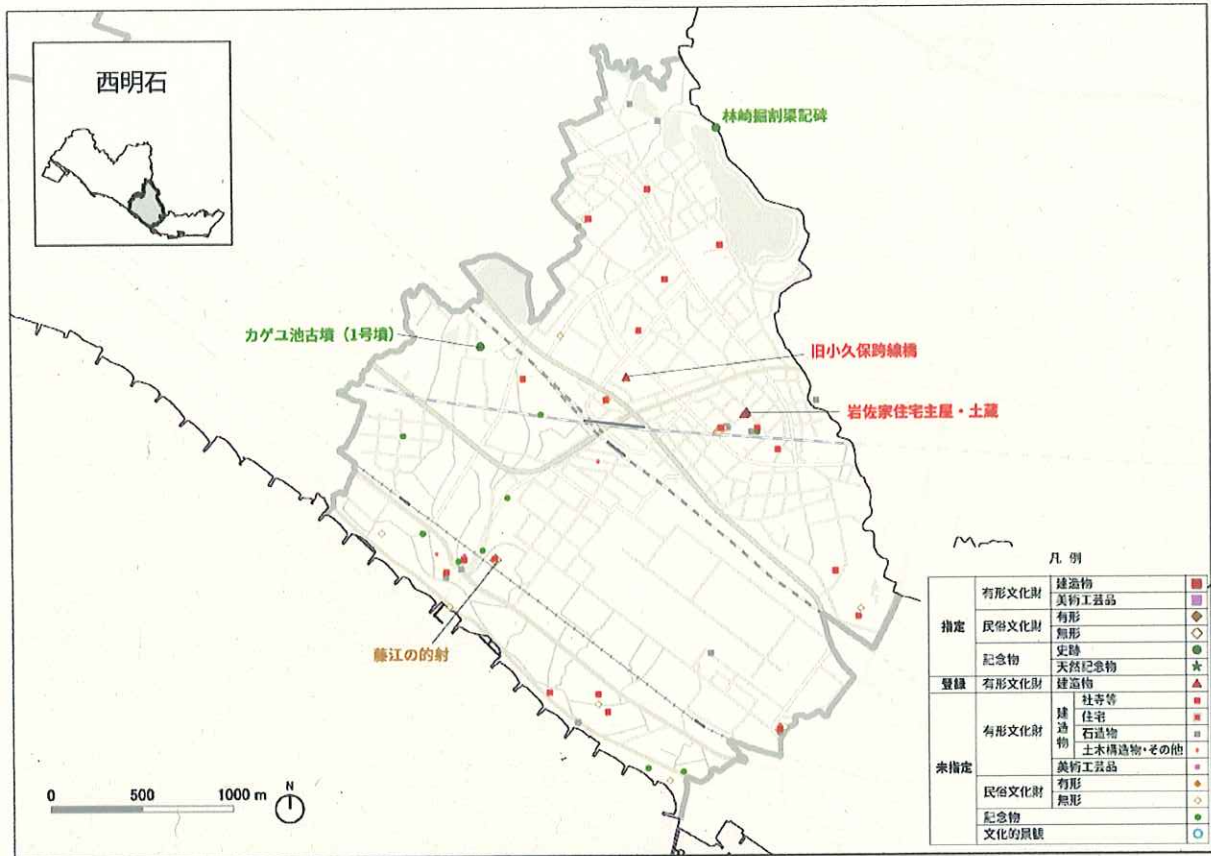 西明石
林崎掘割渠記碑
カゲユ池古墳（1号墳）
旧小久保跨線橋
岩佐家住宅主屋・土蔵
藤江の的射
0 500 1000 m
N
凡 例
指定 有形文化財 建造物
美術工芸品
民俗文化財 有形
無形
記念物 史跡
天然記念物
登録 有形文化財 建造物
未指定 有形文化財 建造物 社寺等
住宅
石造物
土木構造物・その他
美術工芸品
民俗文化財 有形
無形
記念物
文化的景観